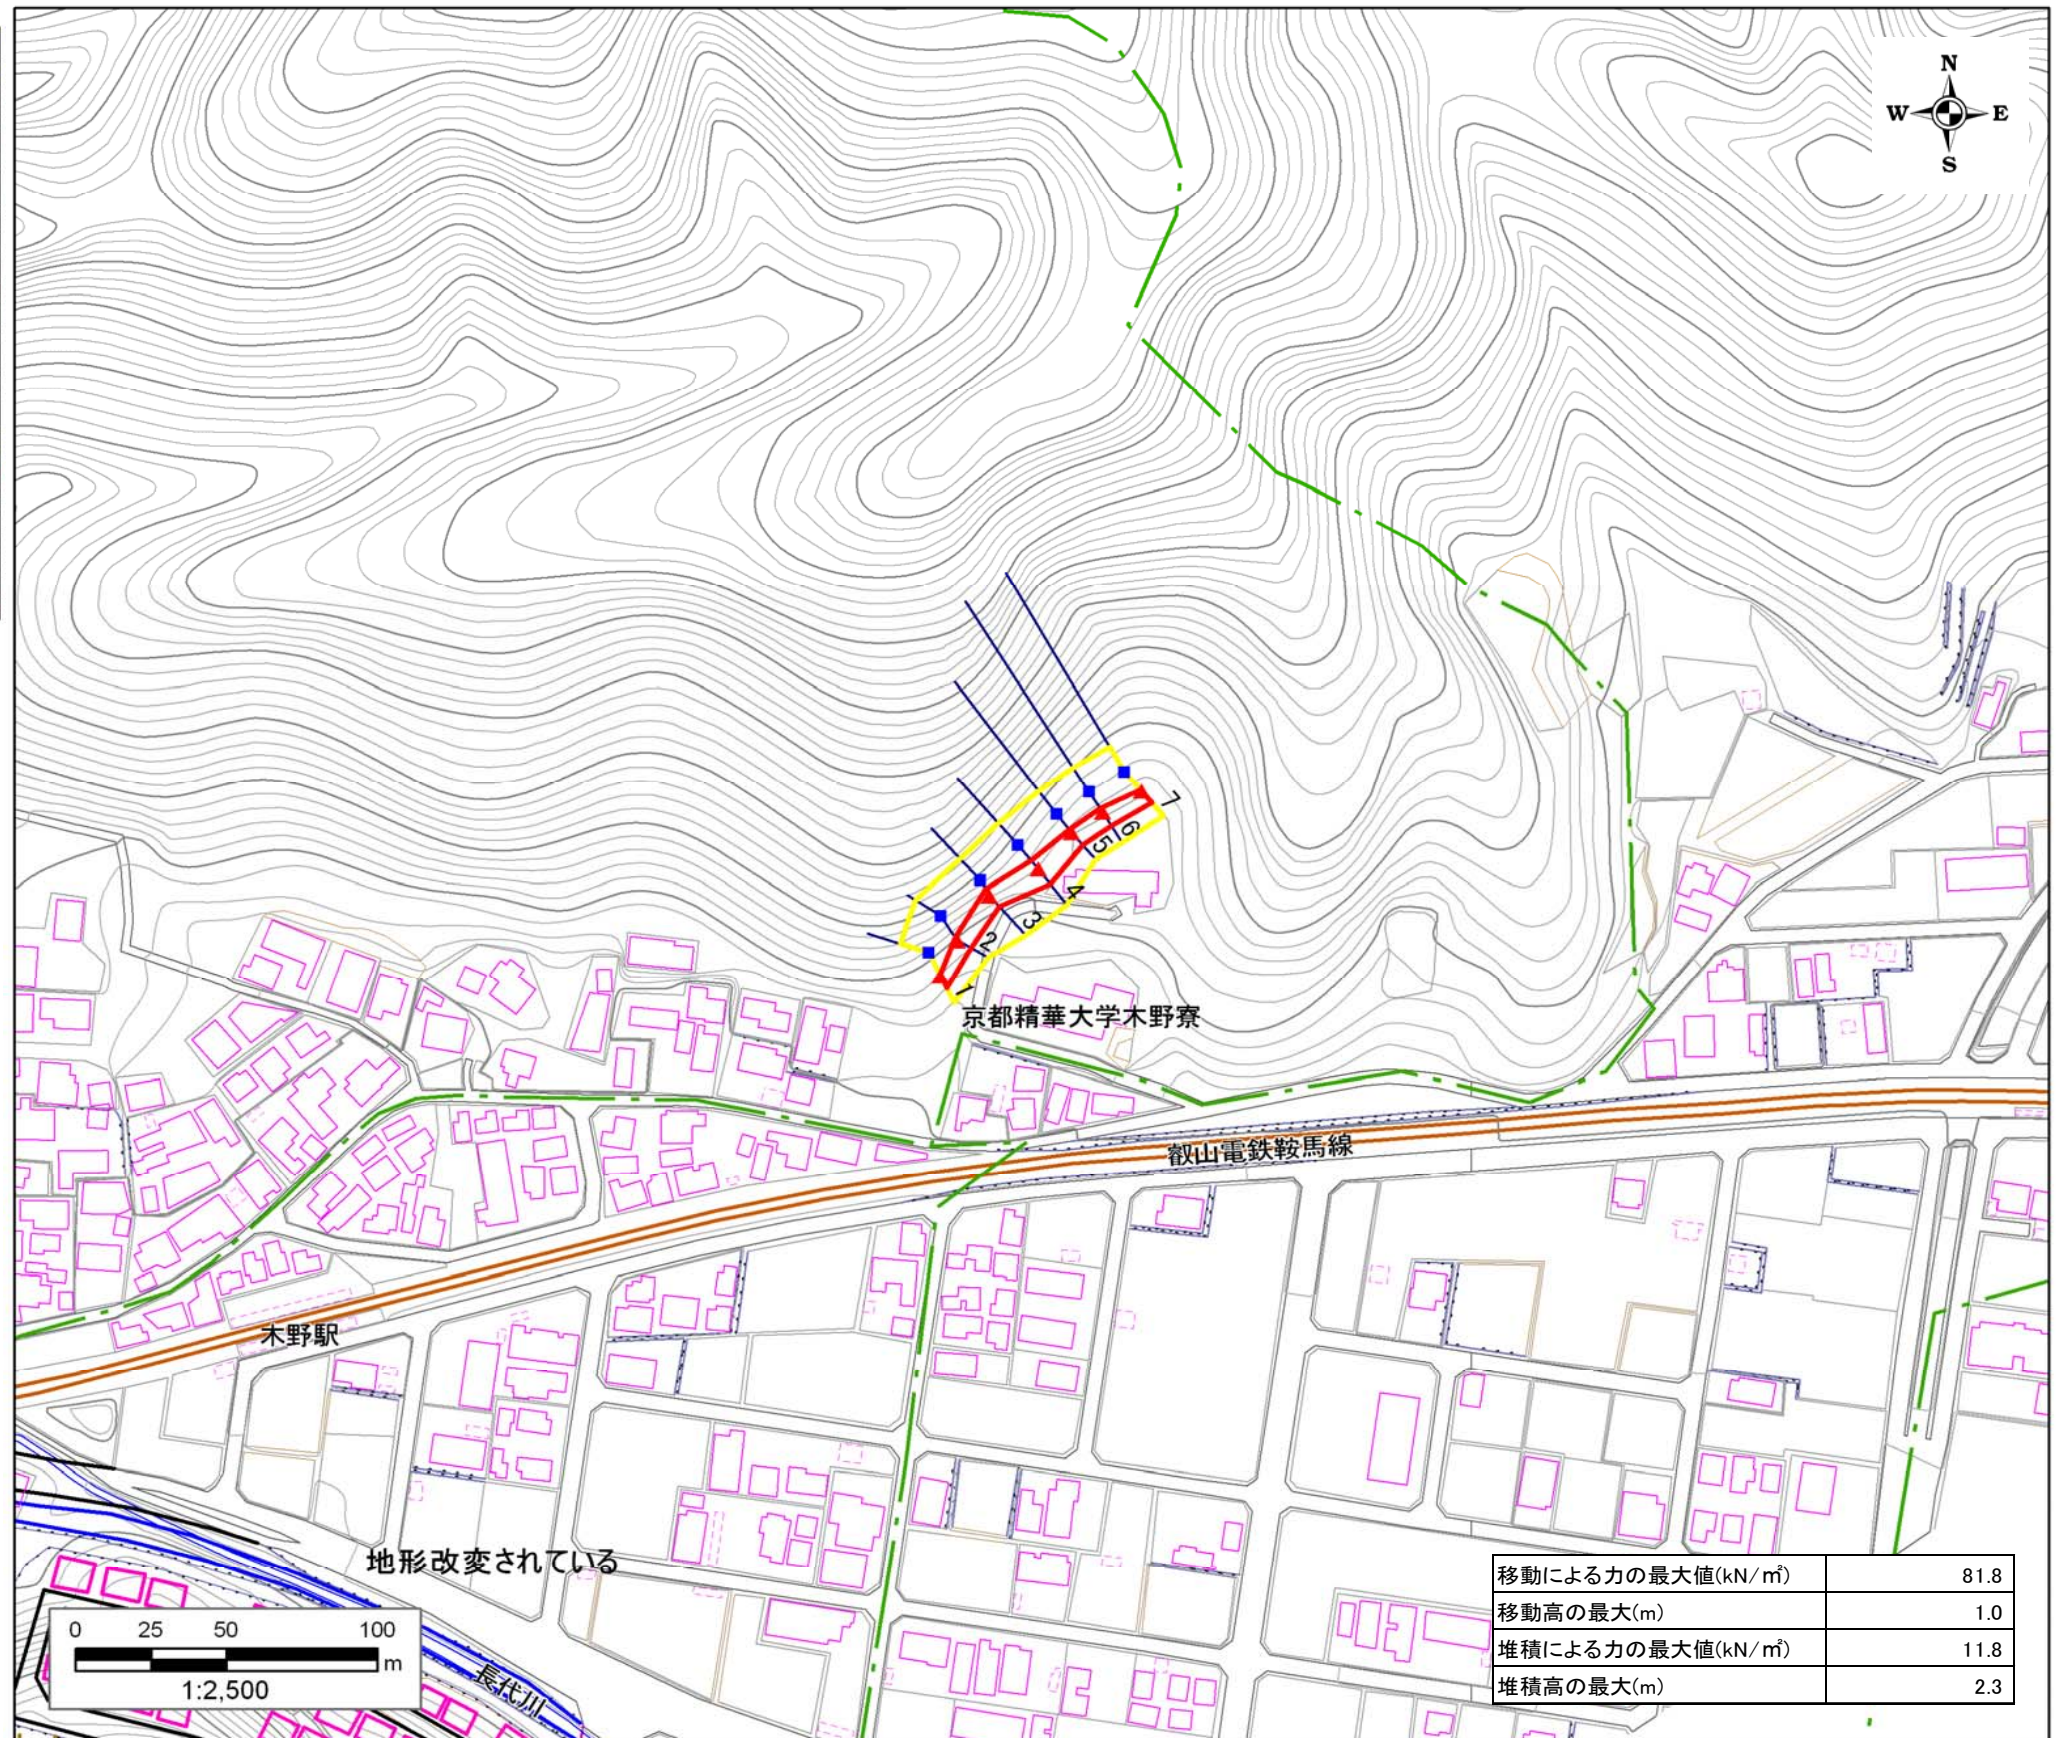 N
W E
S
7
6
5
4
3
2
1
京都精華大学木野寮
叡山電鉄鞍馬線
木野駅
地形改変されている
長代川
0 25 50 100
m
1:2,500
移動による力の最大値(kN/㎡) 81.8
移動高の最大(m) 1.0
堆積による力の最大値(kN/㎡) 11.8
堆積高の最大(m) 2.3